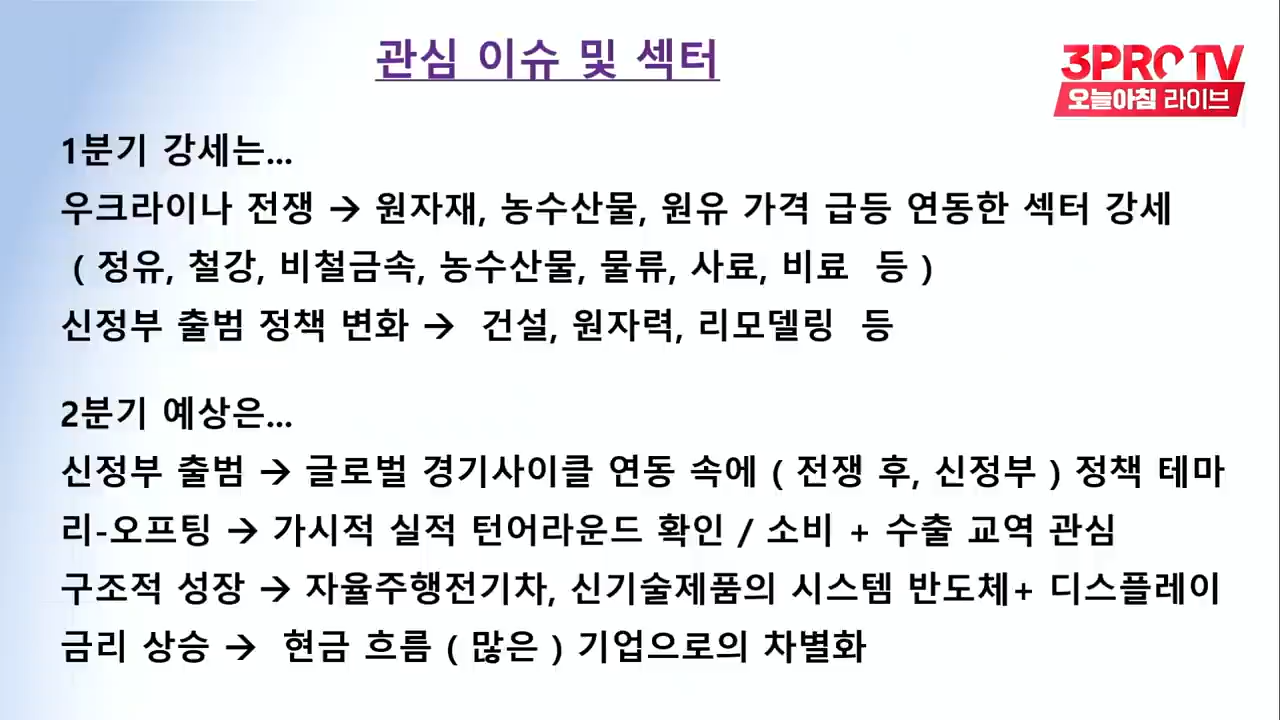 관심 이슈 및 섹터
3PRO TV
오늘아침 라이브
1분기 강세는...
우크라이나 전쟁 → 원자재, 농수산물, 원유 가격 급등 연동한 섹터 강세
( 정유, 철강, 비철금속, 농수산물, 물류, 사료, 비료 등 )
신정부 출범 정책 변화 → 건설, 원자력, 리모델링 등
2분기 예상은...
신정부 출범 → 글로벌 경기사이클 연동 속에 ( 전쟁 후, 신정부 ) 정책 테마
리-오프팅 → 가시적 실적 턴어라운드 확인 / 소비 + 수출 교역 관심
구조적 성장 → 자율주행전기차, 신기술제품의 시스템 반도체+ 디스플레이
금리 상승 → 현금 흐름 ( 많은 ) 기업으로의 차별화